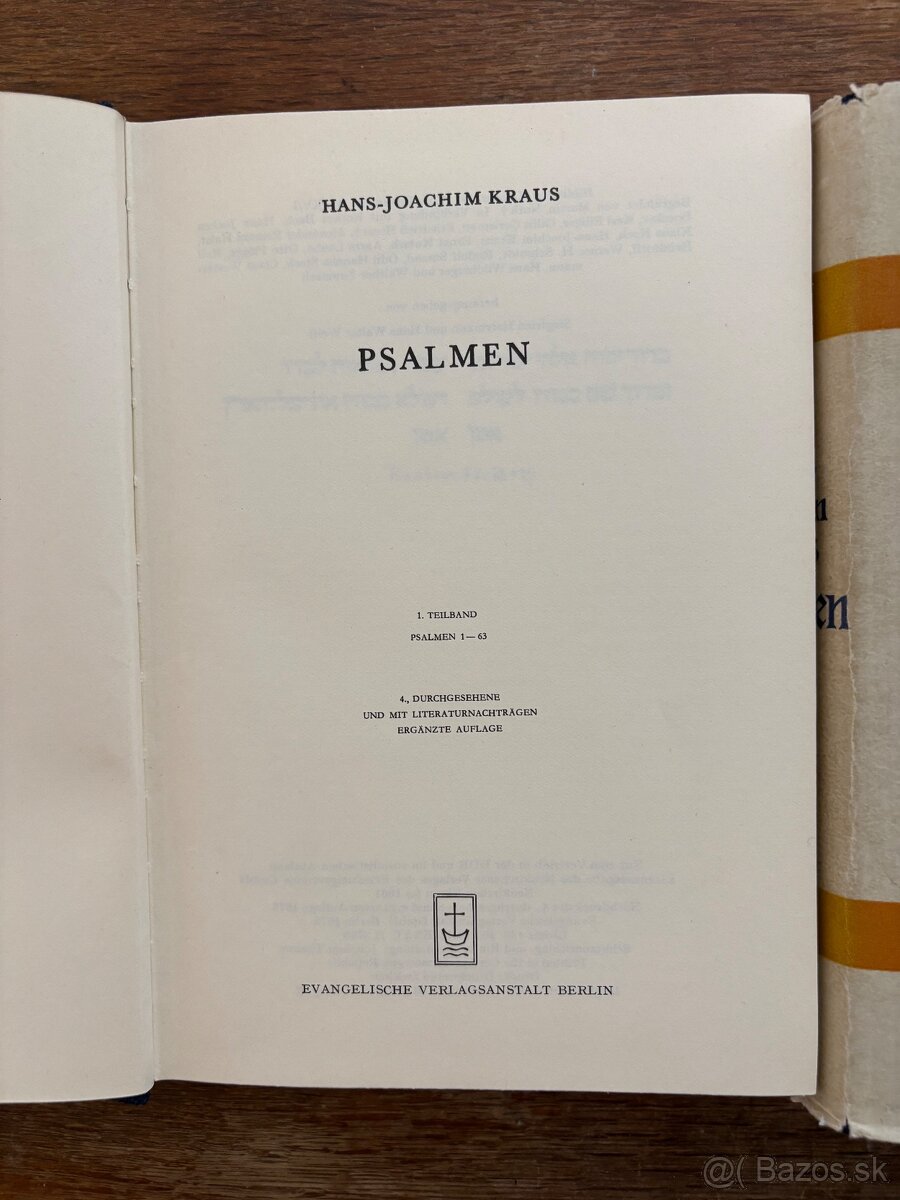 HANS-JOACHIM KRAUS
PSALMEN
1. TEILBAND
PSALMEN 1—63
4., DURCHGESEHENE
UND MIT LITERATURNACHTRÄGEN
ERGÄNZTE AUFLAGE
EVANGELISCHE VERLAGSANSTALT BERLIN
n
en
@( Bazos.sk